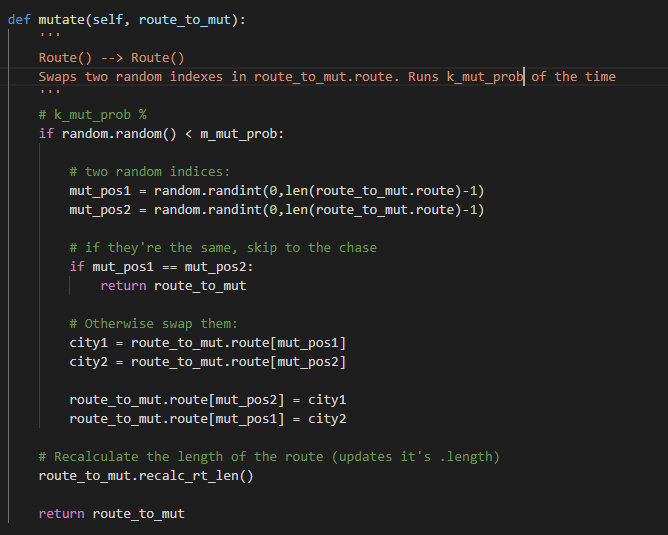 def mutate(self, route_to_mut):
'''
Route() --> Route()
Swaps two random indexes in route_to_mut.route. Runs k_mut_prob of the time
'''
# k_mut_prob %
if random.random() < m_mut_prob:
# two random indices:
mut_pos1 = random.randint(0,len(route_to_mut.route)-1)
mut_pos2 = random.randint(0,len(route_to_mut.route)-1)
# if they're the same, skip to the chase
if mut_pos1 == mut_pos2:
return route_to_mut
# Otherwise swap them:
city1 = route_to_mut.route[mut_pos1]
city2 = route_to_mut.route[mut_pos2]
route_to_mut.route[mut_pos2] = city1
route_to_mut.route[mut_pos1] = city2
# Recalculate the length of the route (updates it's .length)
route_to_mut.recalc_rt_len()
return route_to_mut